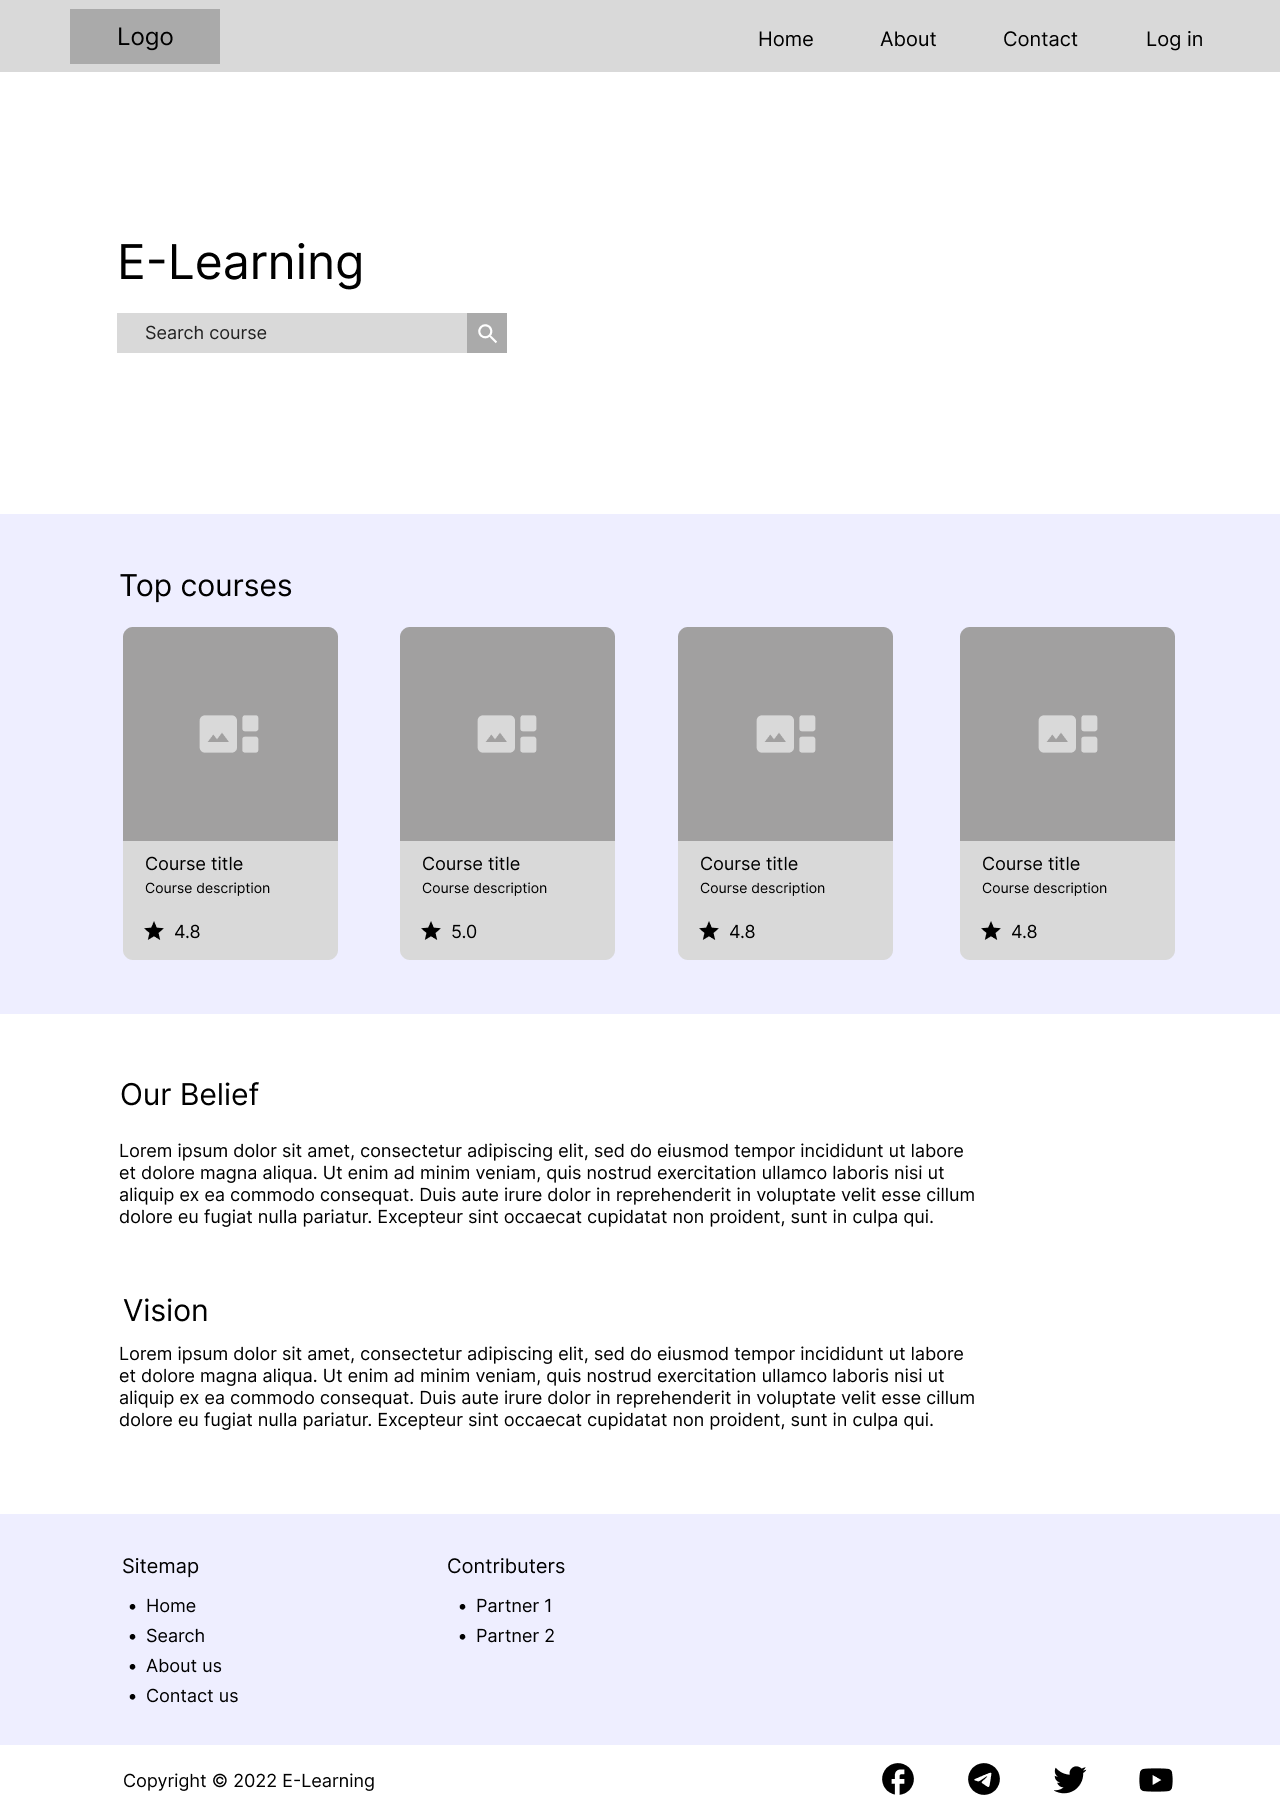 Logo
Home About Contact Log in
E-Learning
Search course
Top courses
Course title
Course description
4.8
Course title
Course description
5.0
Course title
Course description
4.8
Course title
Course description
4.8
Our Belief
Lorem ipsum dolor sit amet, consectetur adipiscing elit, sed do eiusmod tempor incididunt ut labore
et dolore magna aliqua. Ut enim ad minim veniam, quis nostrud exercitation ullamco laboris nisi ut
aliquip ex ea commodo consequat. Duis aute irure dolor in reprehenderit in voluptate velit esse cillum
dolore eu fugiat nulla pariatur. Excepteur sint occaecat cupidatat non proident, sunt in culpa qui.
Vision
Lorem ipsum dolor sit amet, consectetur adipiscing elit, sed do eiusmod tempor incididunt ut labore
et dolore magna aliqua. Ut enim ad minim veniam, quis nostrud exercitation ullamco laboris nisi ut
aliquip ex ea commodo consequat. Duis aute irure dolor in reprehenderit in voluptate velit esse cillum
dolore eu fugiat nulla pariatur. Excepteur sint occaecat cupidatat non proident, sunt in culpa qui.
Sitemap
• Home
• Search
• About us
• Contact us
Contributers
• Partner 1
• Partner 2
Copyright © 2022 E-Learning